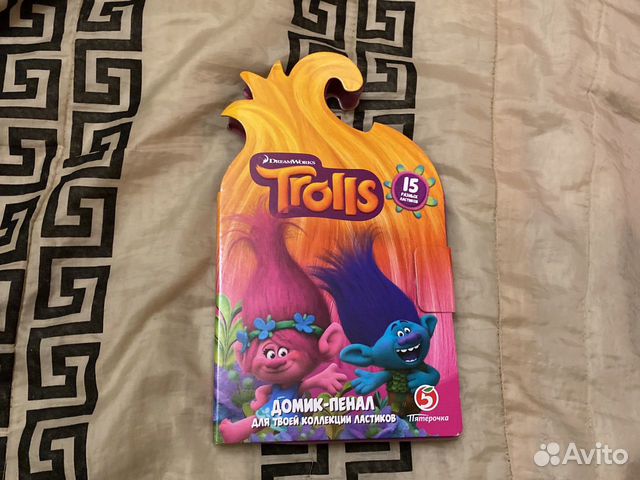 DREAMWORKS
Trolls
15
РАЗНЫХ
ЛАСТИКОВ
ДОМИК-ПЕНАЛ
ДЛЯ ТВОЕЙ КОЛЛЕКЦИИ ЛАСТИКОВ
5
Пятёрочка
Avito